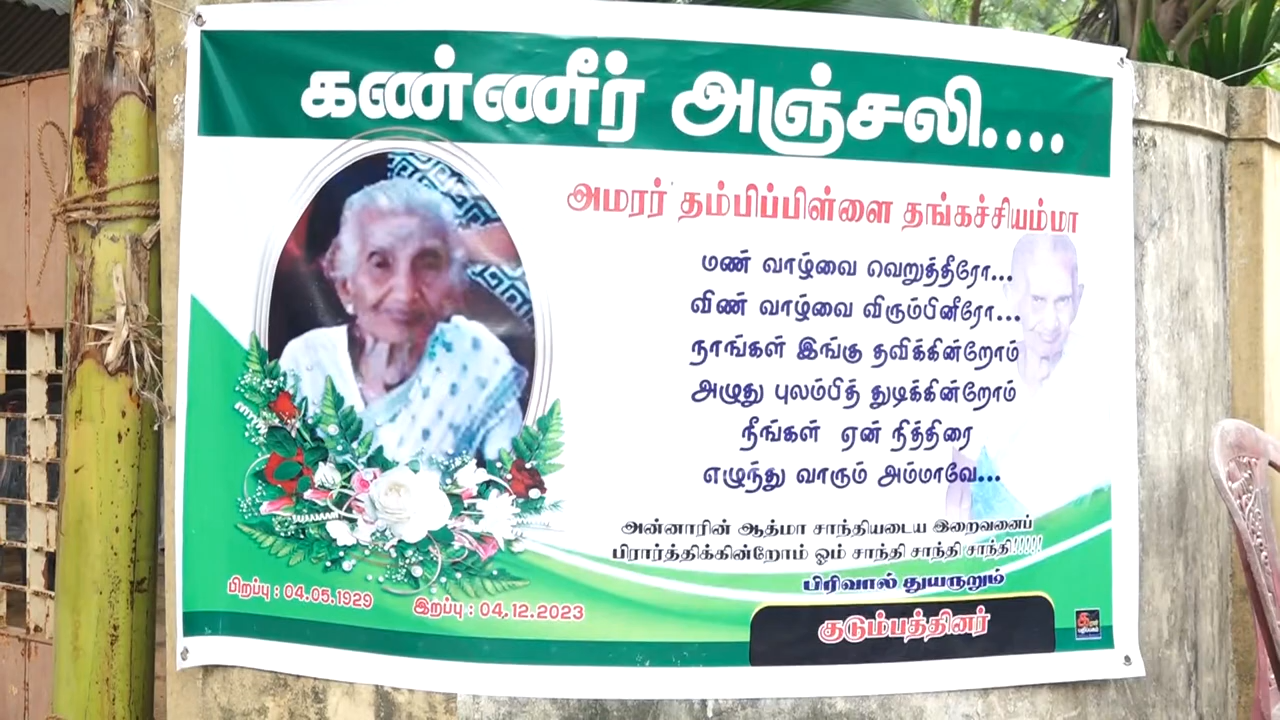 கண்ணீர் அஞ்சலி....
அமரர் தம்பிப்பிள்ளை தங்கச்சியம்மா
மண் வாழ்வை வெறுத்தீரோ...
விண் வாழ்வை விரும்பினீரோ...
நாங்கள் இங்கு தவிக்கின்றோம்
அழுது புலம்பித் துடிக்கின்றோம்
நீங்கள் ஏன் நித்திரை
எழுந்து வாரும் அம்மாவே...
அன்னாரின் ஆத்மா சாந்தியடைய இறைவனைப்
பிரார்த்திக்கின்றோம் ஓம் சாந்தி சாந்தி சாந்தி!!!!!
பிரிவால் துயருறும்
குடும்பத்தினர்
பிறப்பு : 04.05.1929
இறப்பு : 04.12.2023